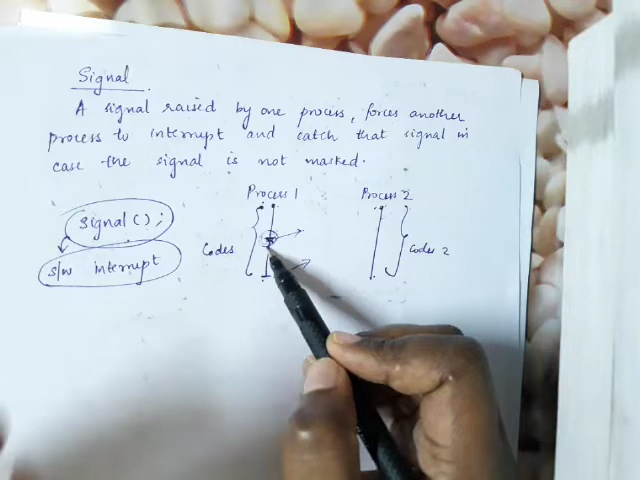 Signal
A signal raised by one process, forces another
process to interrupt and catch that signal in
case the signal is not masked.
Process 1 Process 2
signal();
Codes Codes 2
s/w interrupt